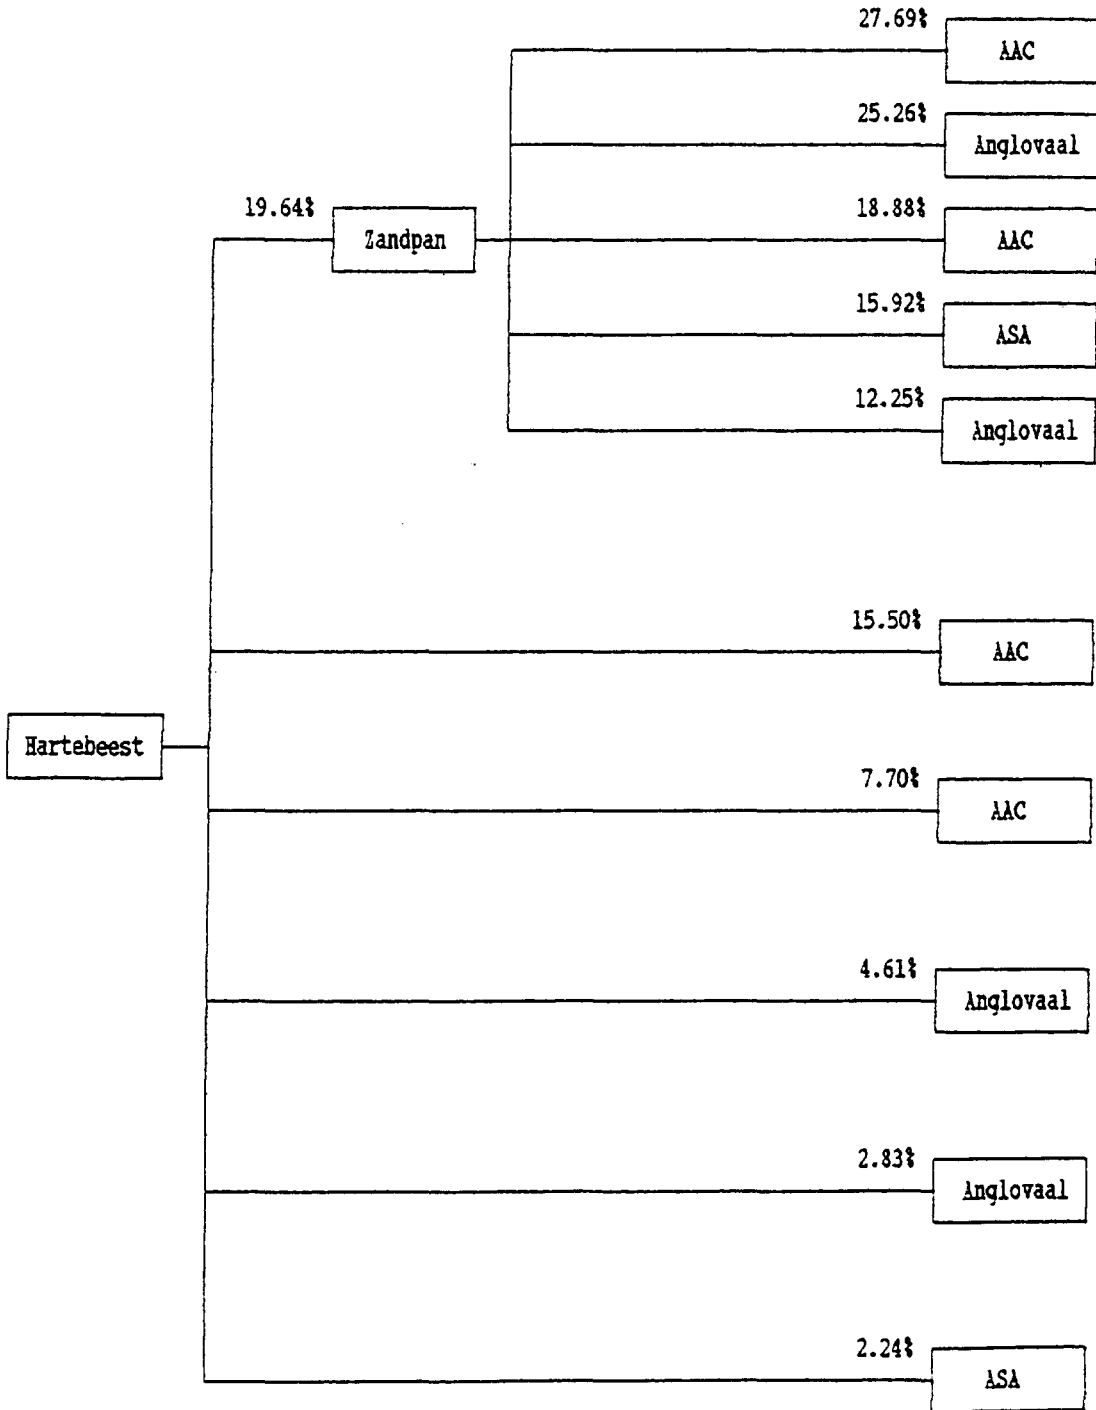 27.69%
AAC
25.26%
Anglovaal
19.64%
Zandpan
18.88%
AAC
15.92%
ASA
12.25%
Anglovaal
15.50%
AAC
Hartebeest
7.70%
AAC
4.61%
Anglovaal
2.83%
Anglovaal
2.24%
ASA